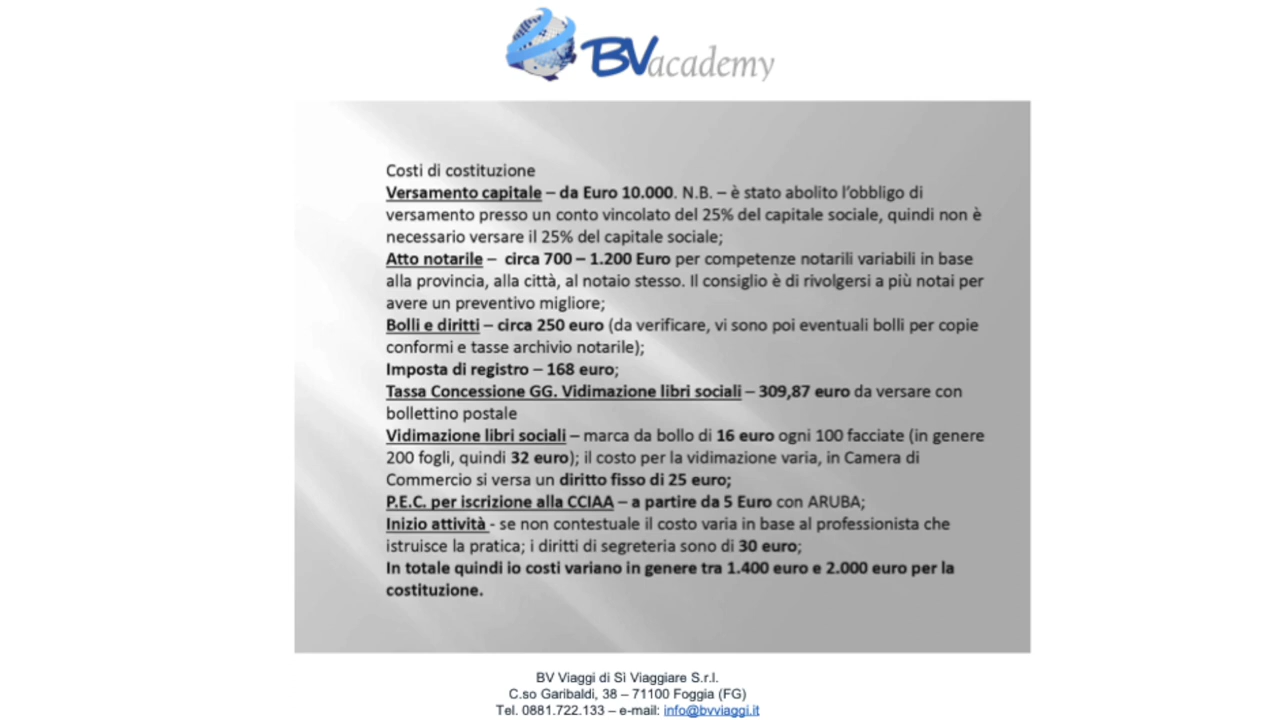 BVacademy
Costi di costituzione
Versamento capitale – da Euro 10.000. N.B. – è stato abolito l'obbligo di
versamento presso un conto vincolato del 25% del capitale sociale, quindi non è
necessario versare il 25% del capitale sociale;
Atto notarile – circa 700 – 1.200 Euro per competenze notarili variabili in base
alla provincia, alla città, al notaio stesso. Il consiglio è di rivolgersi a più notai per
avere un preventivo migliore;
Bolli e diritti – circa 250 euro (da verificare, vi sono poi eventuali bolli per copie
conformi e tasse archivio notarile);
Imposta di registro – 168 euro;
Tassa Concessione GG. Vidimazione libri sociali – 309,87 euro da versare con
bollettino postale
Vidimazione libri sociali – marca da bollo di 16 euro ogni 100 facciate (in genere
200 fogli, quindi 32 euro); il costo per la vidimazione varia, in Camera di
Commercio si versa un diritto fisso di 25 euro;
P.E.C. per iscrizione alla CCIAA – a partire da 5 Euro con ARUBA;
Inizio attività - se non contestuale il costo varia in base al professionista che
istruisce la pratica; i diritti di segreteria sono di 30 euro;
In totale quindi io costi variano in genere tra 1.400 euro e 2.000 euro per la
costituzione.
BV Viaggi di Sì Viaggiare S.r.l.
C.so Garibaldi, 38 – 71100 Foggia (FG)
Tel. 0881.722.133 – e-mail: info@bvviaggi.it